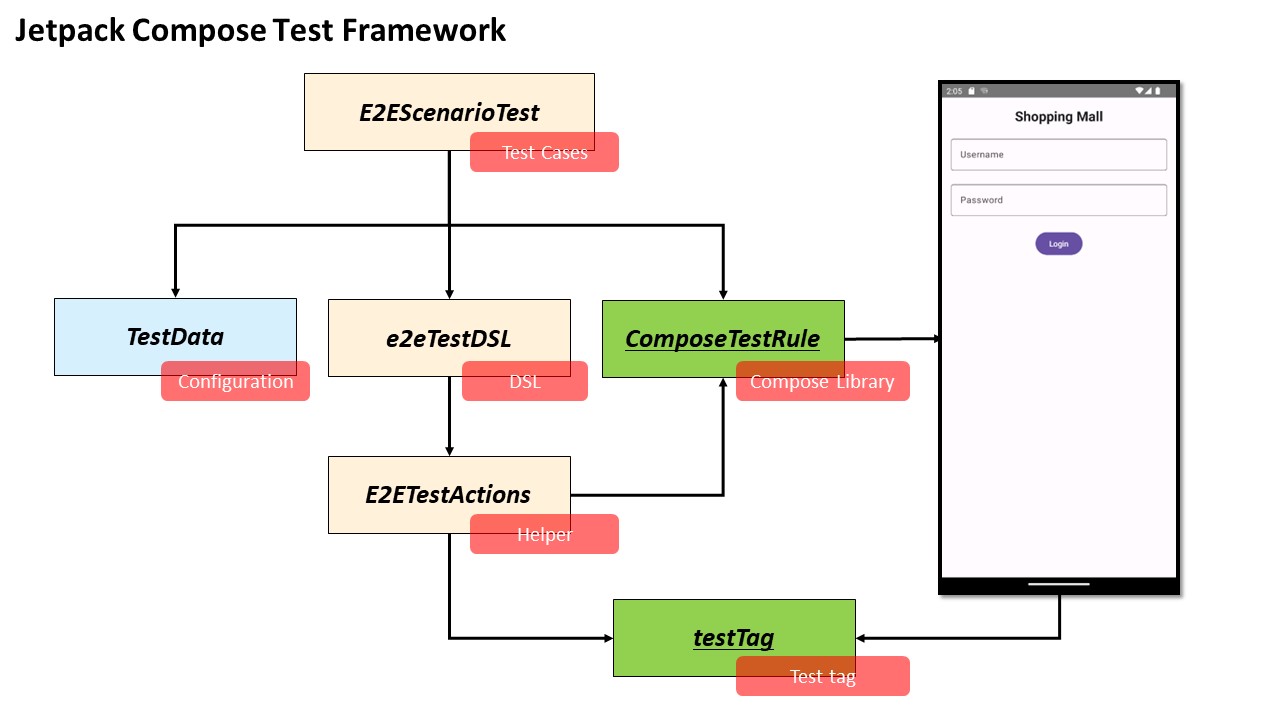 Jetpack Compose Test Framework
E2EScenarioTest
Test Cases
2:05
Shopping Mall
Username
Password
Login
TestData
Configuration
e2eTestDSL
DSL
ComposeTestRule
Compose Library
E2ETestActions
Helper
testTag
Test tag